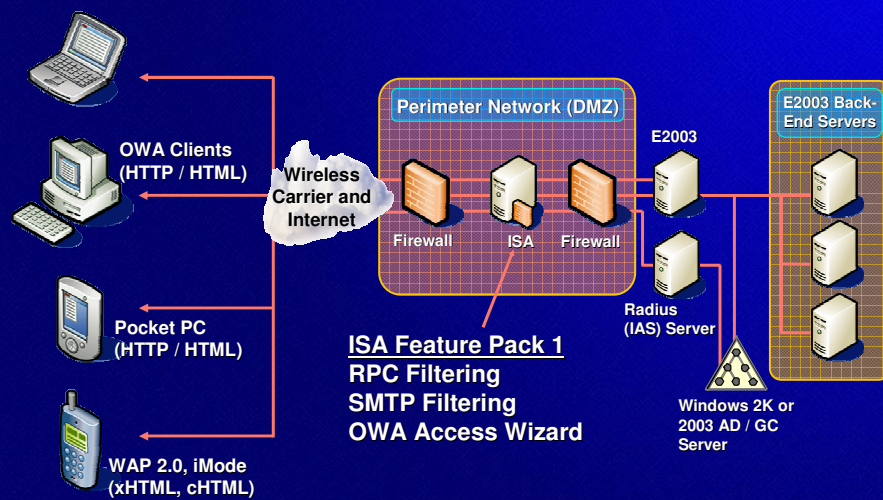 OWA Clients
(HTTP / HTML)
Pocket PC
(HTTP / HTML)
WAP 2.0, iMode
(xHTML, cHTML)
Wireless
Carrier and
Internet
Perimeter Network (DMZ)
Firewall
ISA
Firewall
ISA Feature Pack 1
RPC Filtering
SMTP Filtering
OWA Access Wizard
E2003
Radius
(IAS) Server
Windows 2K or
2003 AD / GC
Server
E2003 Back-
End Servers